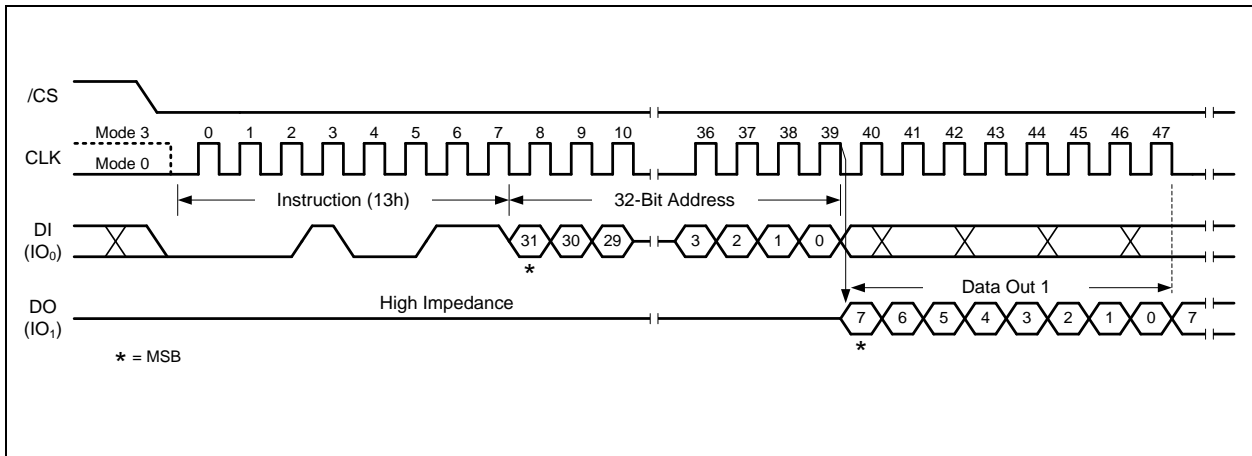 /CS
Mode 3
0 1 2 3 4 5 6 7 8 9 10 36 37 38 39 40 41 42 43 44 45 46 47
CLK
Mode 0
Instruction (13h)
32-Bit Address
DI
(IO₀)
31 30 29 3 2 1 0
*
High Impedance
Data Out 1
DO
(IO₁)
7 6 5 4 3 2 1 0 7
*
* = MSB